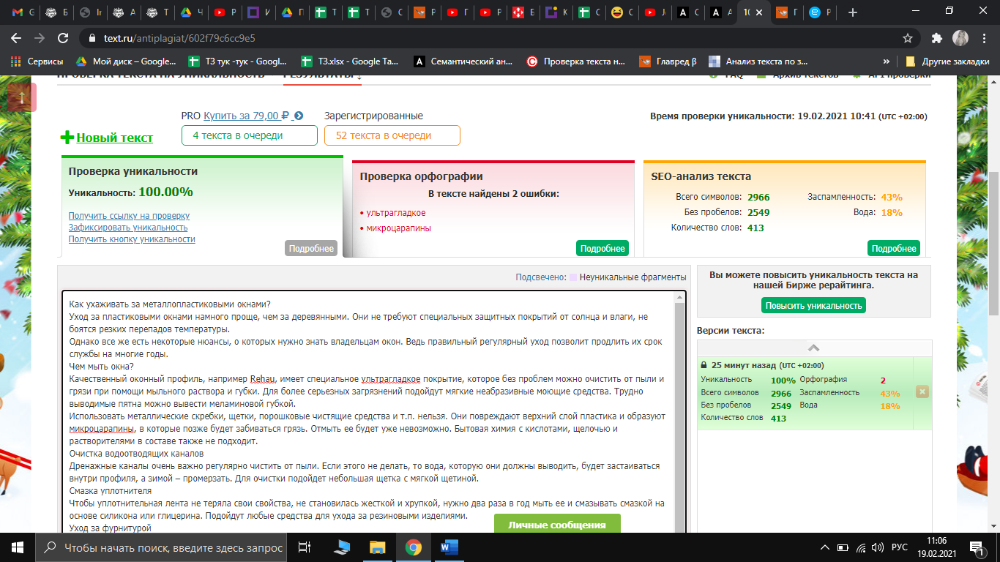 G
Б
In
А
Т
Ч
Р
И
П
Т
Т
С
Р
Г
Р
Е
К
С
С
Jo
С
А
10
Г
Р
text.ru/antiplagiat/602f79c6cc9e5
Сервисы
Мой диск – Google...
ТЗ тук -тук - Googl...
ТЗ.xlsx - Google Ta...
Семантический ан...
Проверка текста н...
Главред β
Анализ текста по з...
»
Другие закладки
ПРОВЕРКА ТЕКСТА НА УНИКАЛЬНОСТЬ
РЕЗУЛЬТАТЫ
FAQ
Архив текстов
API проверки
PRO Купить за 79,00 ₽
Зарегистрированные
Время проверки уникальности: 19.02.2021 10:41 (UTC +02:00)
Новый текст
4 текста в очереди
52 текста в очереди
Проверка уникальности
Уникальность: 100.00%
Получить ссылку на проверку
Зафиксировать уникальность
Получить кнопку уникальности
Подробнее
Проверка орфографии
В тексте найдены 2 ошибки:
• ультрагладкое
• микроцарапины
Подробнее
SEO-анализ текста
Всего символов: 2966
Заспамленность: 43%
Без пробелов: 2549
Вода: 18%
Количество слов: 413
Подробнее
Подсвечено: Неуникальные фрагменты
Как ухаживать за металлопластиковыми окнами?
Уход за пластиковыми окнами намного проще, чем за деревянными. Они не требуют специальных защитных покрытий от солнца и влаги, не
боятся резких перепадов температуры.
Однако все же есть некоторые нюансы, о которых нужно знать владельцам окон. Ведь правильный регулярный уход позволит продлить их срок
службы на многие годы.
Чем мыть окна?
Качественный оконный профиль, например Rehau, имеет специальное ультрагладкое покрытие, которое без проблем можно очистить от пыли и
грязи при помощи мыльного раствора и губки. Для более серьезных загрязнений подойдут мягкие неабразивные моющие средства. Трудно
выводимые пятна можно вывести меламиновой губкой.
Использовать металлические скребки, щетки, порошковые чистящие средства и т.п. нельзя. Они повреждают верхний слой пластика и образуют
микроцарапины, в которые позже будет забиваться грязь. Отмыть ее будет уже невозможно. Бытовая химия с кислотами, щелочью и
растворителями в составе также не подходит.
Очистка водоотводящих каналов
Дренажные каналы очень важно регулярно чистить от пыли. Если этого не делать, то вода, которую они должны выводить, будет застаиваться
внутри профиля, а зимой – промерзать. Для очистки подойдет небольшая щетка с мягкой щетиной.
Смазка уплотнителя
Чтобы уплотнительная лента не теряла свои свойства, не становилась жесткой и хрупкой, нужно два раза в год мыть ее и смазывать смазкой на
основе силикона или глицерина. Подойдут любые средства для ухода за резиновыми изделиями.
Уход за фурнитурой
Вы можете повысить уникальность текста на
нашей Бирже рерайтинга.
Повысить уникальность
Версии текста:
25 минут назад (UTC +02:00)
Уникальность 100% Орфография 2
Всего символов 2966 Заспамленность 43%
Без пробелов 2549 Вода 18%
Количество слов 413
Личные сообщения
Чтобы начать поиск, введите здесь запрос
РУС
11:06
19.02.2021
1